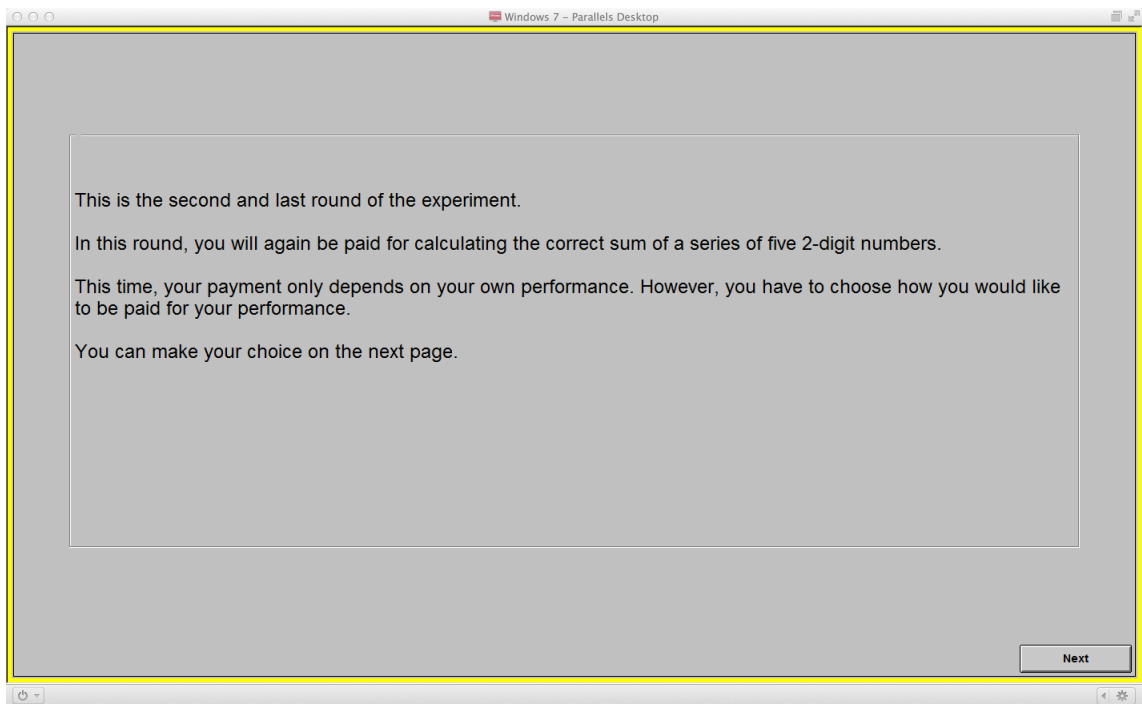 Windows 7 – Parallels Desktop
This is the second and last round of the experiment.
In this round, you will again be paid for calculating the correct sum of a series of five 2-digit numbers.
This time, your payment only depends on your own performance. However, you have to choose how you would like
to be paid for your performance.
You can make your choice on the next page.
Next